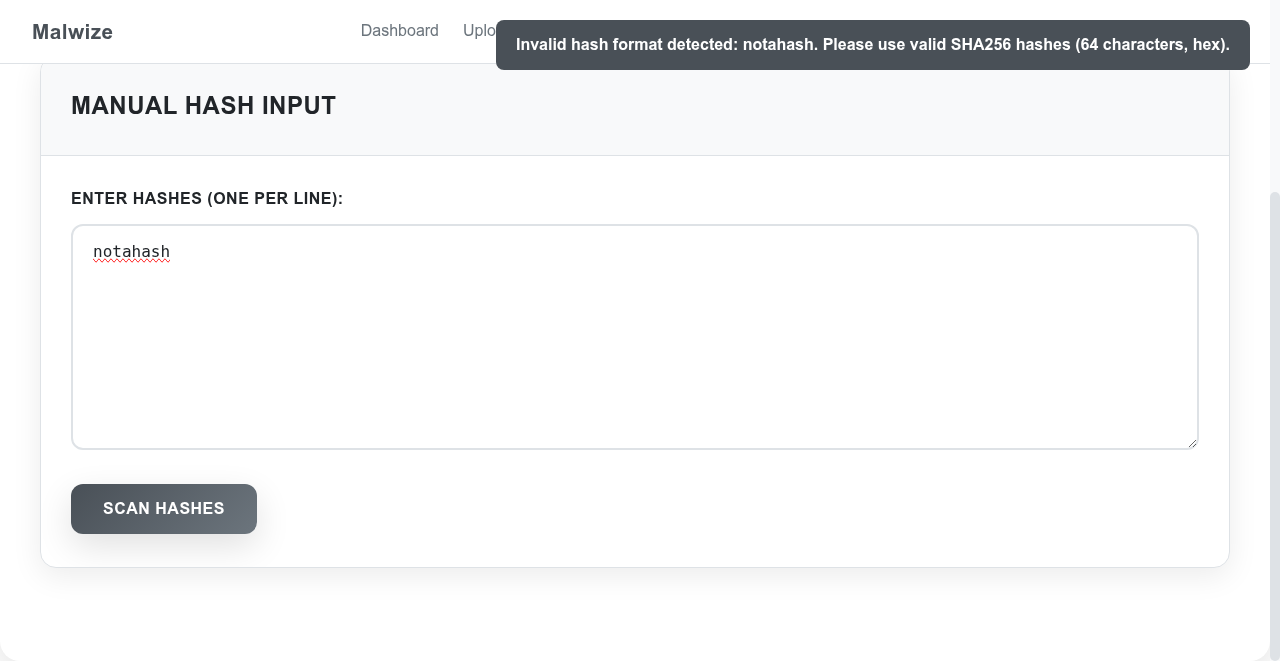 Malwize
Dashboard
Uplo
Invalid hash format detected: notahash. Please use valid SHA256 hashes (64 characters, hex).
MANUAL HASH INPUT
ENTER HASHES (ONE PER LINE):
notahash
SCAN HASHES